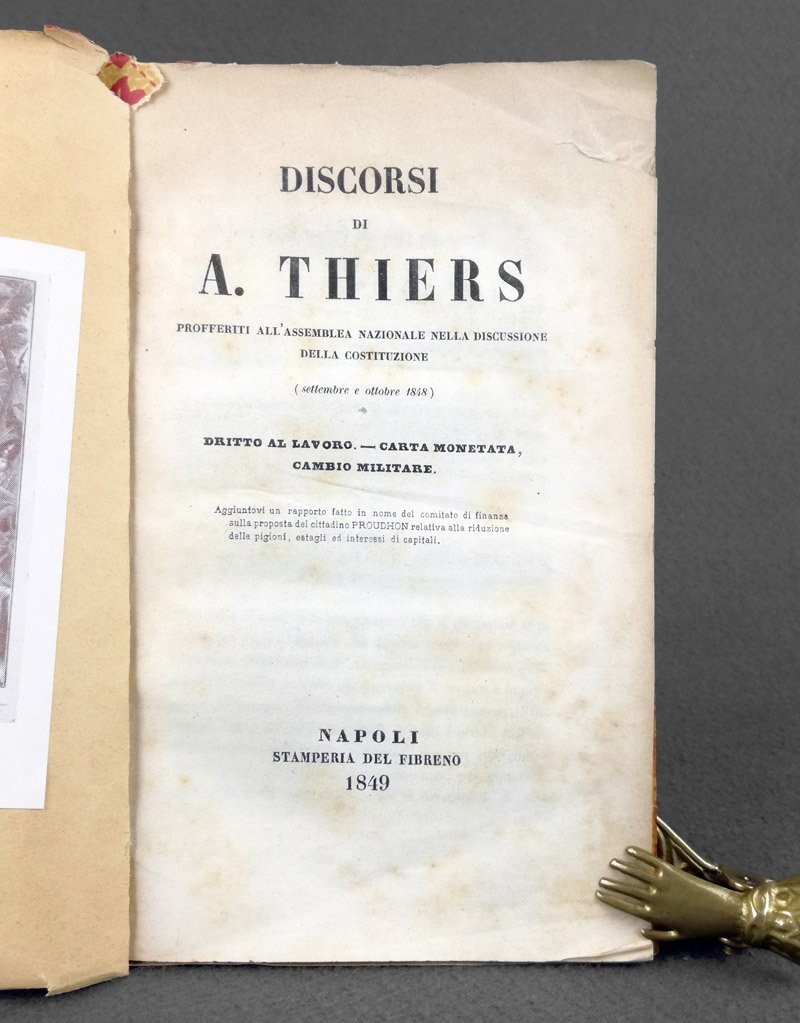 DISCORSI
DI
A. THIERS
PROFFERITI ALL'ASSEMBLEA NAZIONALE NELLA DISCUSSIONE
DELLA COSTITUZIONE
(settembre e ottobre 1848)
DRITTO AL LAVORO. — CARTA MONETATA,
CAMBIO MILITARE.
Aggiuntovi un rapporto fatto in nome del comitato di finanza
sulla proposta del cittadino PROUDHON relativa alla riduzione
delle pigioni, estagli ed interessi di capitali.
NAPOLI
STAMPERIA DEL FIBRENO
1849